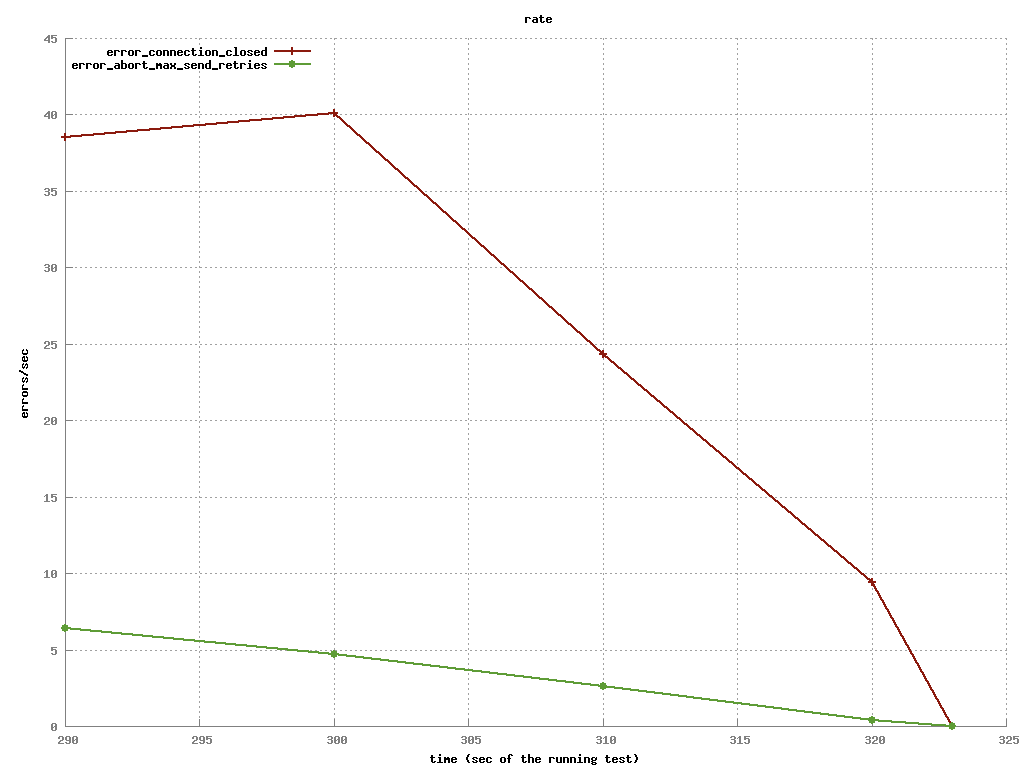 rate
45
error_connection_closed
error_abort_max_send_retries
40
35
30
25
20
15
10
5
0
errors/sec
290 295 300 305 310 315 320 325
time (sec of the running test)